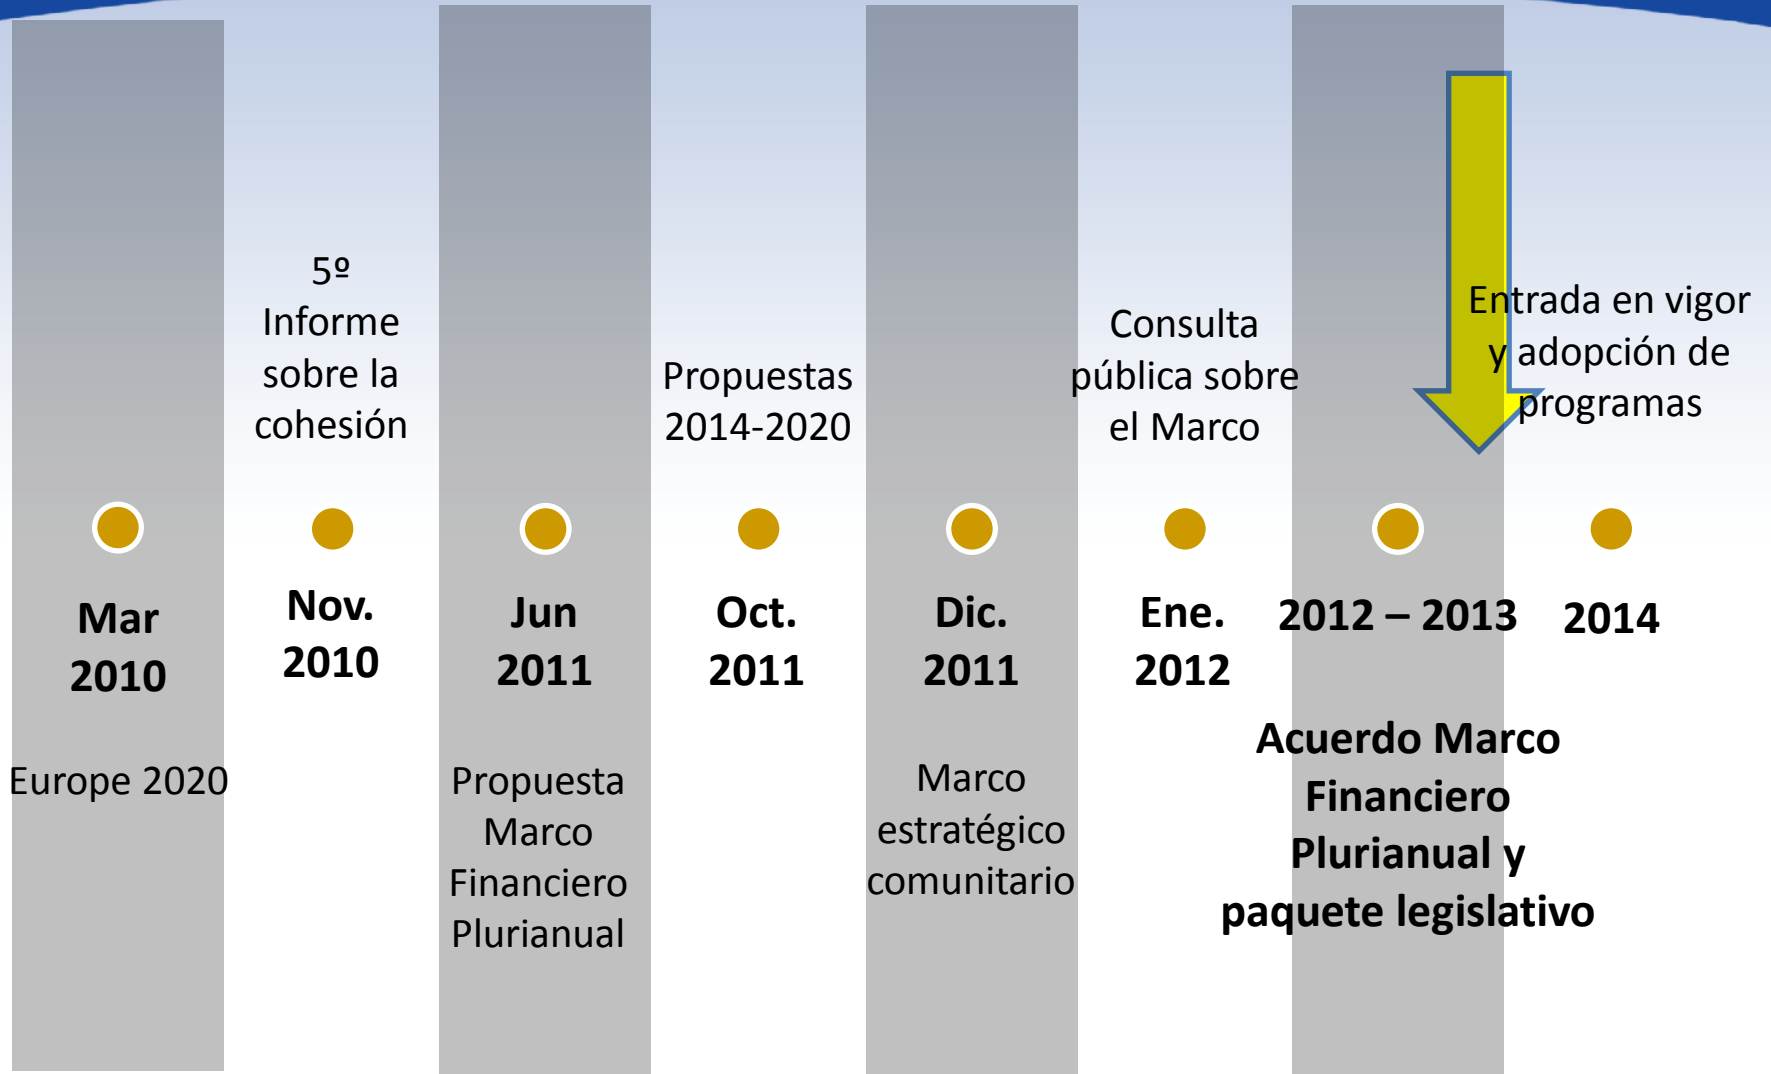 Mar
2010
Europe 2020
5º
Informe
sobre la
cohesión
Nov.
2010
Jun
2011
Propuesta
Marco
Financiero
Plurianual
Propuestas
2014-2020
Oct.
2011
Dic.
2011
Marco
estratégico
comunitario
Consulta
pública sobre
el Marco
Ene.
2012
2012 – 2013
Acuerdo Marco
Financiero
Plurianual y
paquete legislativo
Entrada en vigor
y adopción de
programas
2014